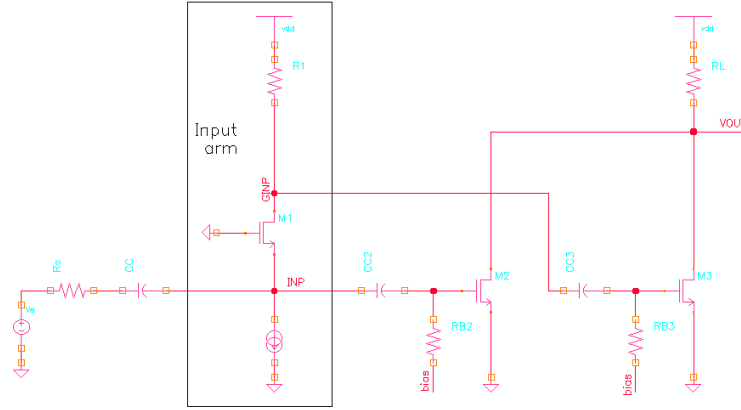 vdd
vdd
R1
RL
Input
arm
VOU
GINP
M1
Rs
DC
INP
DC2
M2
DC3
M3
Vs
RB2
RB3
bias
bias